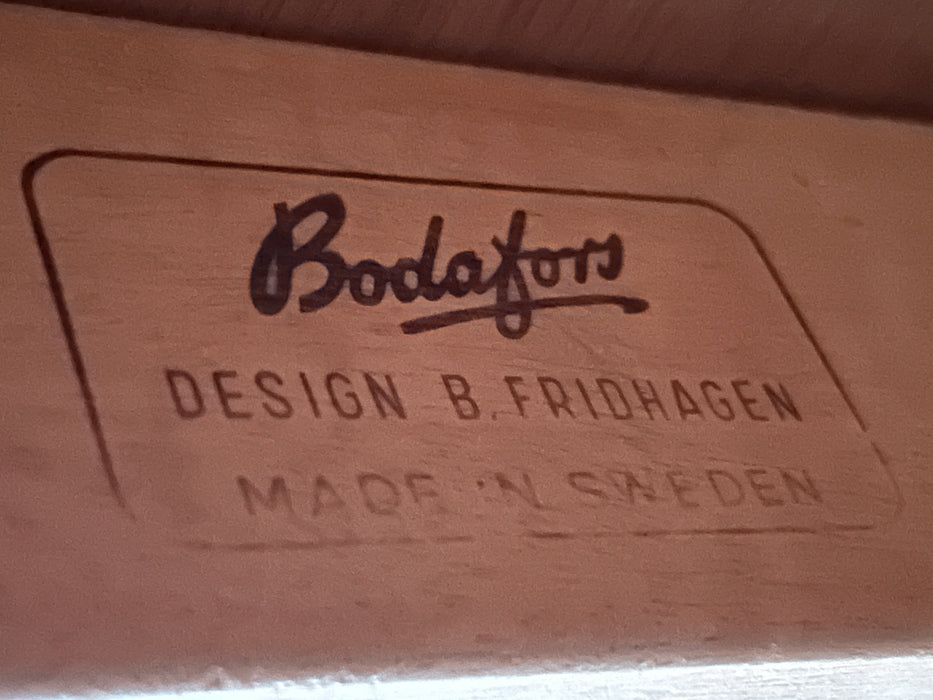 Bodafors
DESIGN B. FRIDHAGEN
MADE IN SWEDEN